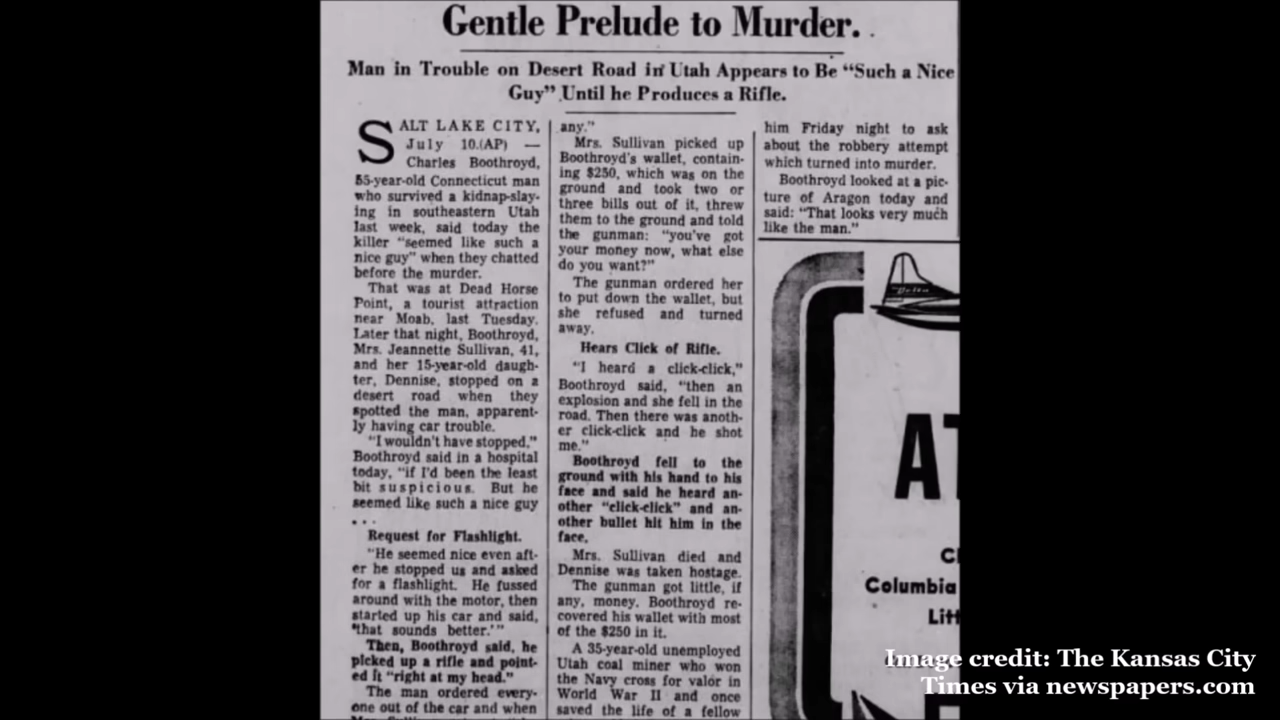 Gentle Prelude to Murder.
Man in Trouble on Desert Road in Utah Appears to Be "Such a Nice
Guy" Until he Produces a Rifle.
SALT LAKE CITY,
July 10.(AP) —
Charles Boothroyd,
55-year-old Connecticut man
who survived a kidnap-slay-
ing in southeastern Utah
last week, said today the
killer "seemed like such a
nice guy" when they chatted
before the murder.
That was at Dead Horse
Point, a tourist attraction
near Moab, last Tuesday.
Later that night, Boothroyd,
Mrs. Jeannette Sullivan, 41,
and her 15-year-old daugh-
ter, Dennise, stopped on a
desert road when they
spotted the man, apparent-
ly having car trouble.
"I wouldn't have stopped,"
Boothroyd said in a hospital
today, "if I'd been the least
bit suspicious. But he
seemed like such a nice guy
. . .
Request for Flashlight.
"He seemed nice even aft-
er he stopped us and asked
for a flashlight. He fussed
around with the motor, then
started up his car and said,
'that sounds better.'"
Then, Boothroyd said, he
picked up a rifle and point-
ed it "right at my head."
The man ordered every-
one out of the car and when
any."
Mrs. Sullivan picked up
Boothroyd's wallet, contain-
ing $250, which was on the
ground and took two or
three bills out of it, threw
them to the ground and told
the gunman: "you've got
your money now, what else
do you want?"
The gunman ordered her
to put down the wallet, but
she refused and turned
away.
Hears Click of Rifle.
"I heard a click-click,"
Boothroyd said, "then an
explosion and she fell in the
road. Then there was anoth-
er click-click and he shot
me."
Boothroyd fell to the
ground with his hand to his
face and said he heard an-
other "click-click" and an-
other bullet hit him in the
face.
Mrs. Sullivan died and
Dennise was taken hostage.
The gunman got little, if
any, money. Boothroyd re-
covered his wallet with most
of the $250 in it.
A 35-year-old unemployed
Utah coal miner who won
the Navy cross for valor in
World War II and once
saved the life of a fellow
him Friday night to ask
about the robbery attempt
which turned into murder.
Boothroyd looked at a pic-
ture of Aragon today and
said: "That looks very much
like the man."
Delta
Columbia
Image credit: The Kansas City
Times via newspapers.com